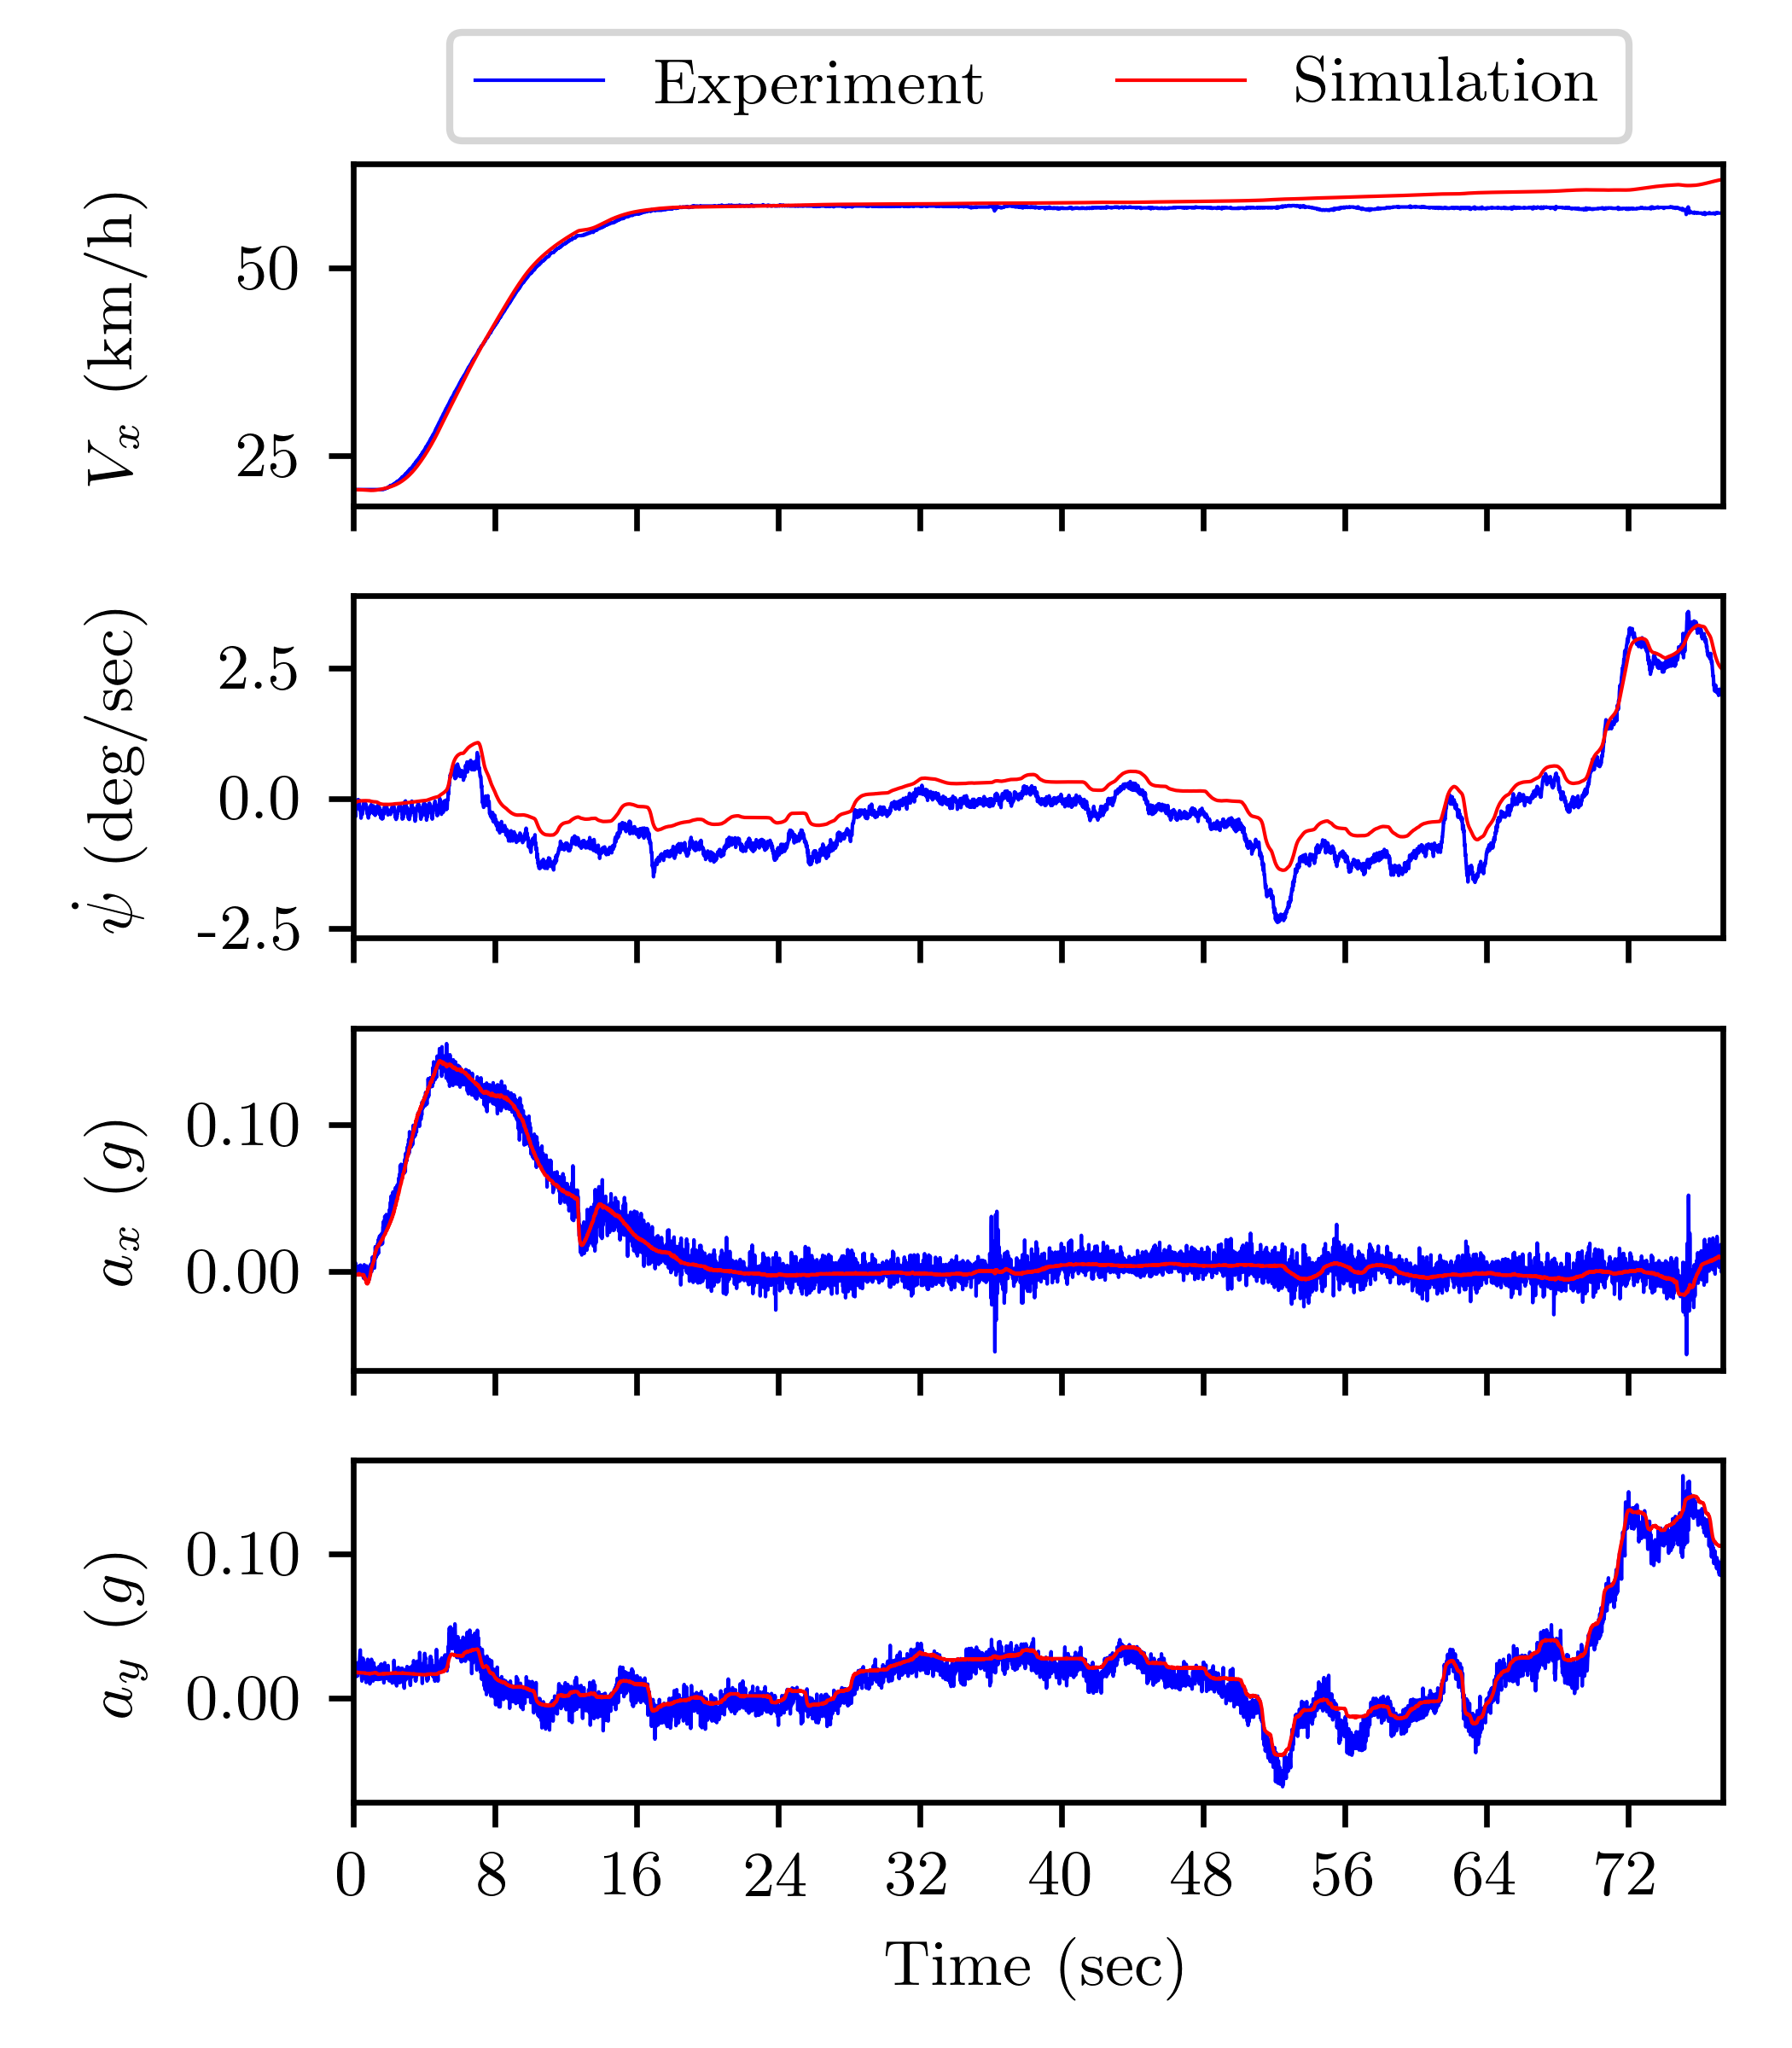 Experiment Simulation
V_x (km/h)
50
25
ψ̇ (deg/sec)
2.5
0.0
-2.5
a_x (g)
0.10
0.00
a_y (g)
0.10
0.00
0 8 16 24 32 40 48 56 64 72
Time (sec)